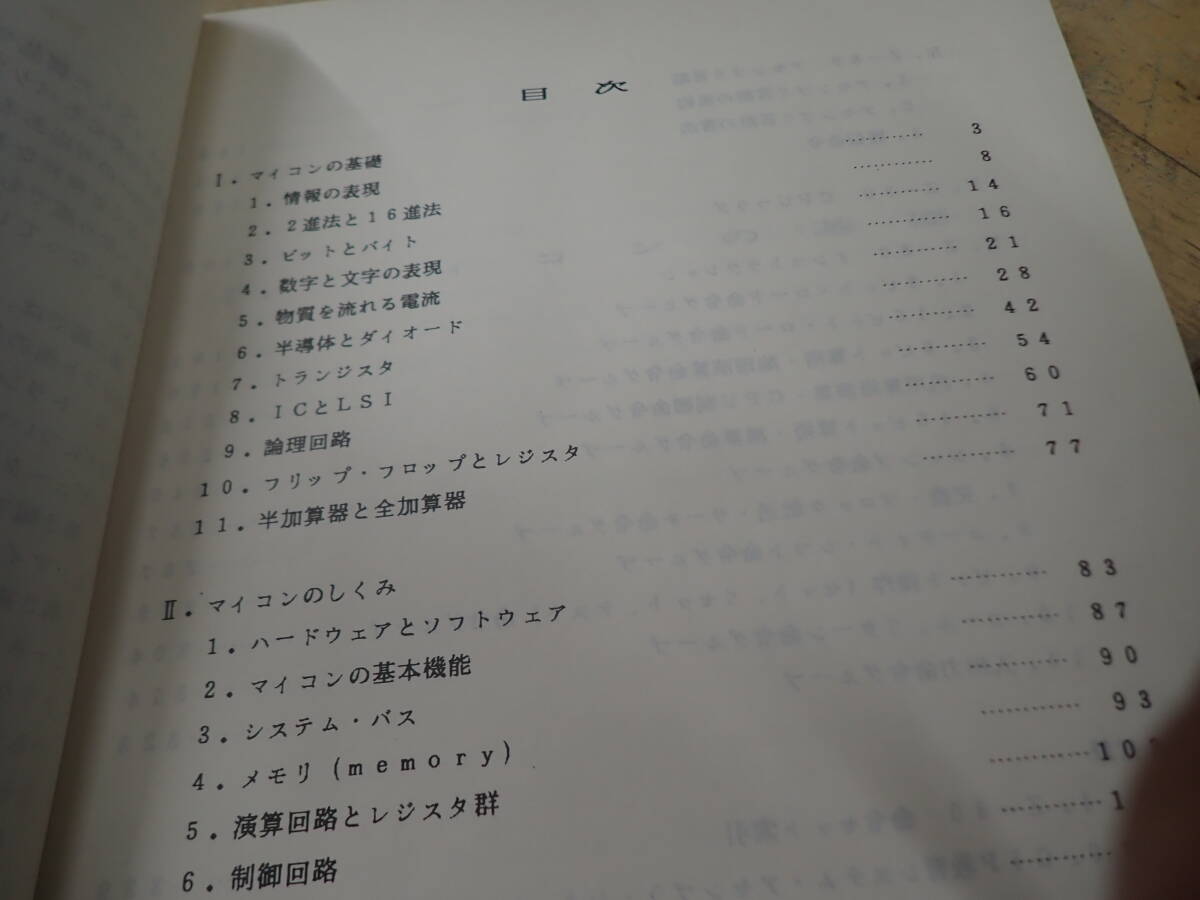 目次
Ⅰ．マイコンの基礎
1．情報の表現 ………… 3
2．2進法と16進法 ………… 8
3．ビットとバイト ………… 14
4．数字と文字の表現 ………… 16
5．物質を流れる電流 ………… 21
6．半導体とダイオード ………… 28
7．トランジスタ ………… 42
8．ICとLSI ………… 54
9．論理回路 ………… 60
10．フリップ・フロップとレジスタ ………… 71
11．半加算器と全加算器 ………… 77
Ⅱ．マイコンのしくみ
1．ハードウェアとソフトウェア ………… 83
2．マイコンの基本機能 ………… 87
3．システム・バス ………… 90
4．メモリ (memory) ………… 93
5．演算回路とレジスタ群 …………
6．制御回路 …………